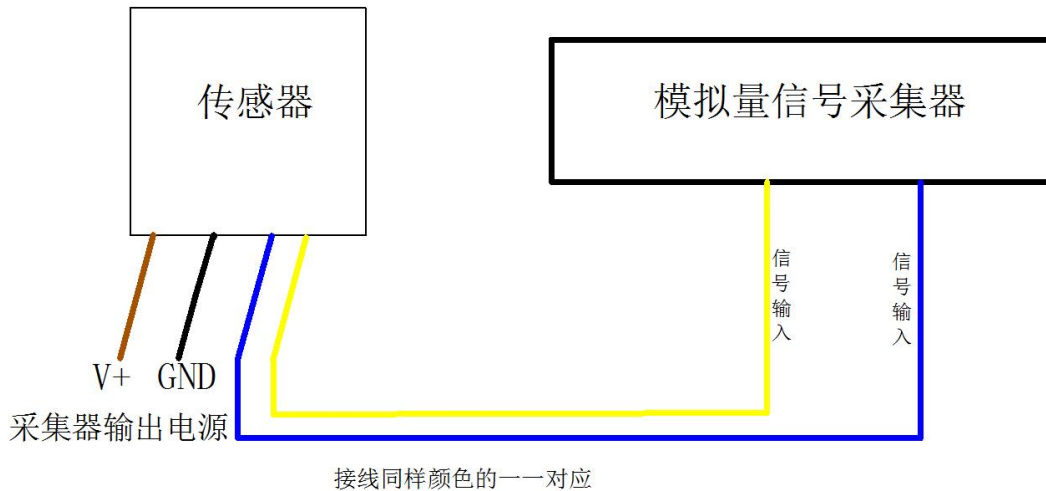 传感器
模拟量信号采集器
信号输入
信号输入
V+ GND
采集器输出电源
接线同样颜色的一一对应